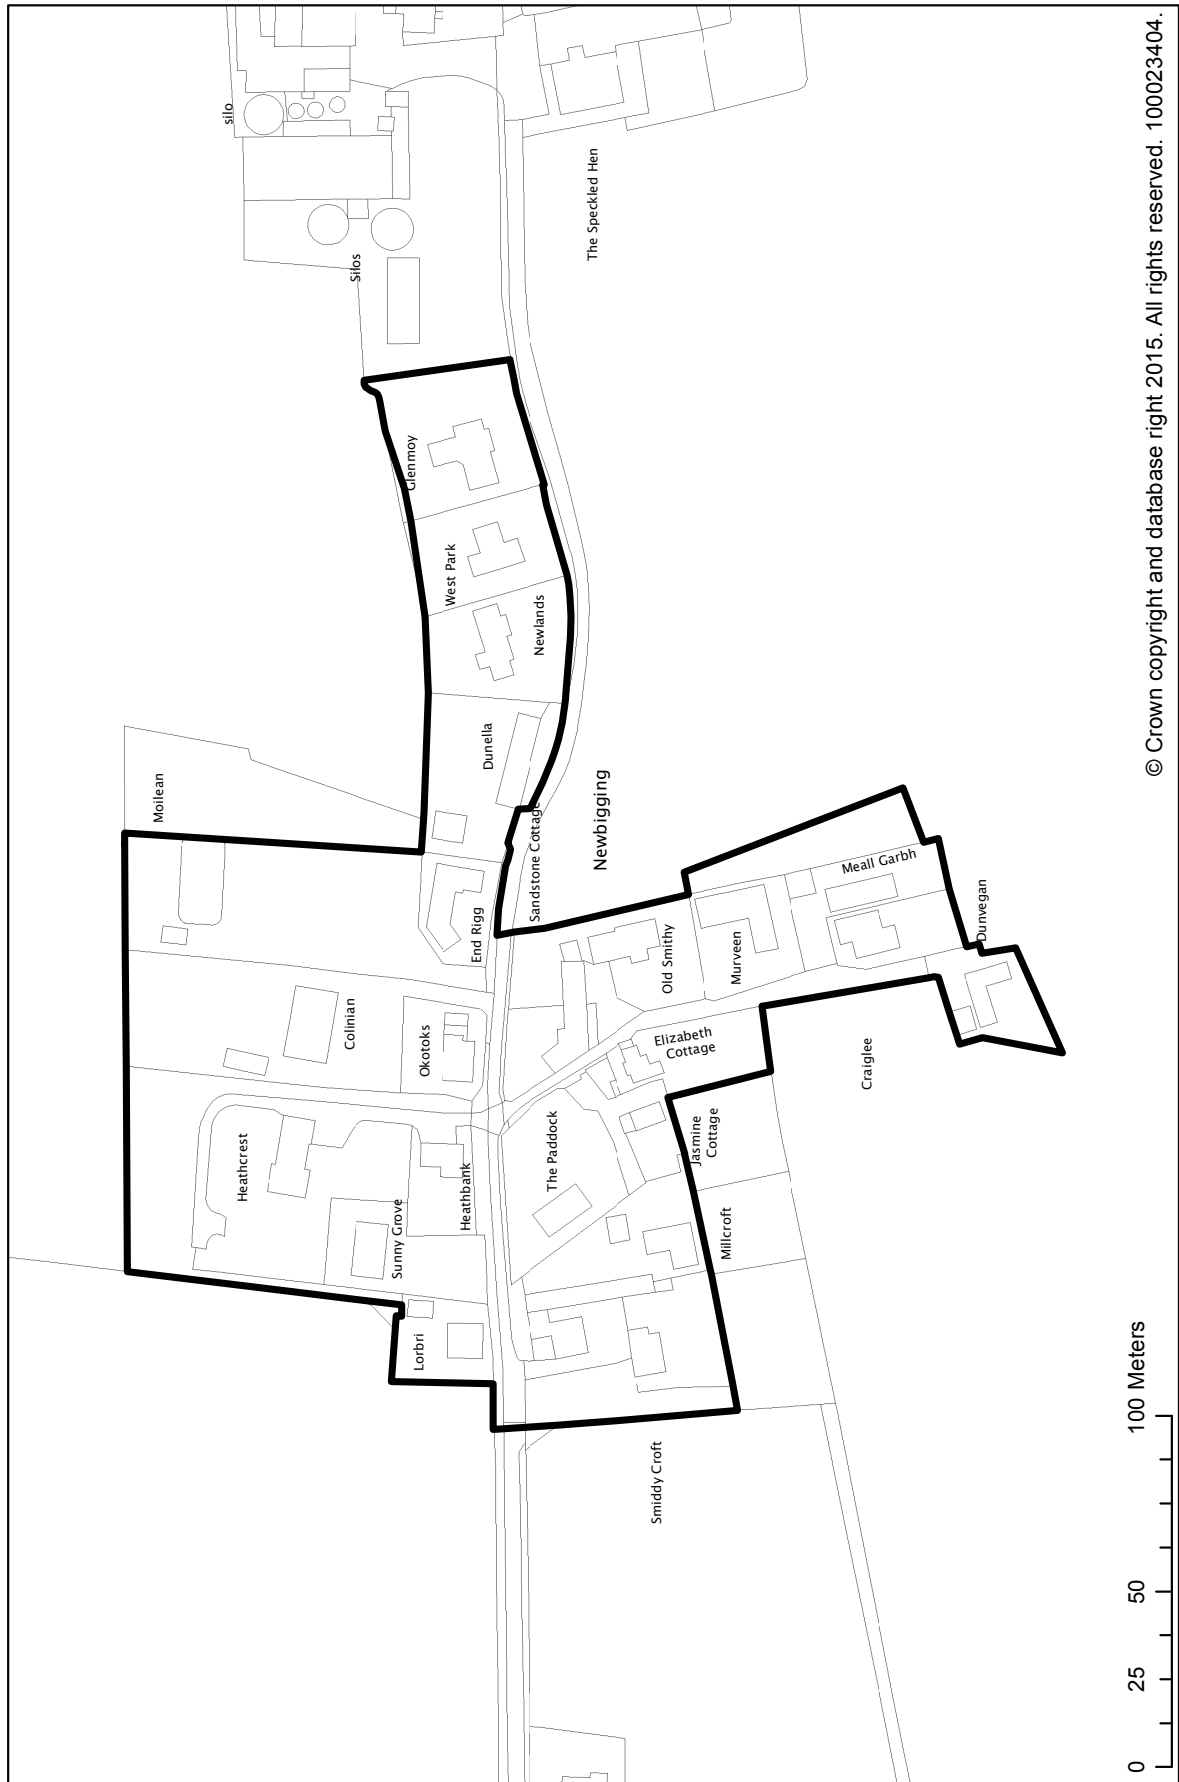 silo
Silos
The Speckled Hen
Glenmoy
West Park
Newlands
Dunella
Moilean
Sandstone Cottage
Newbigging
End Rigg
Meall Garbh
Dunvegan
Old Smithy
Murveen
Colinian
Okotoks
Elizabeth
Cottage
Craiglee
Heathcrest
The Paddock
Jasmine
Cottage
Heathbank
Sunny Grove
Millcroft
Lorbri
Smiddy Croft
0 25 50 100 Meters
© Crown copyright and database right 2015. All rights reserved. 100023404.